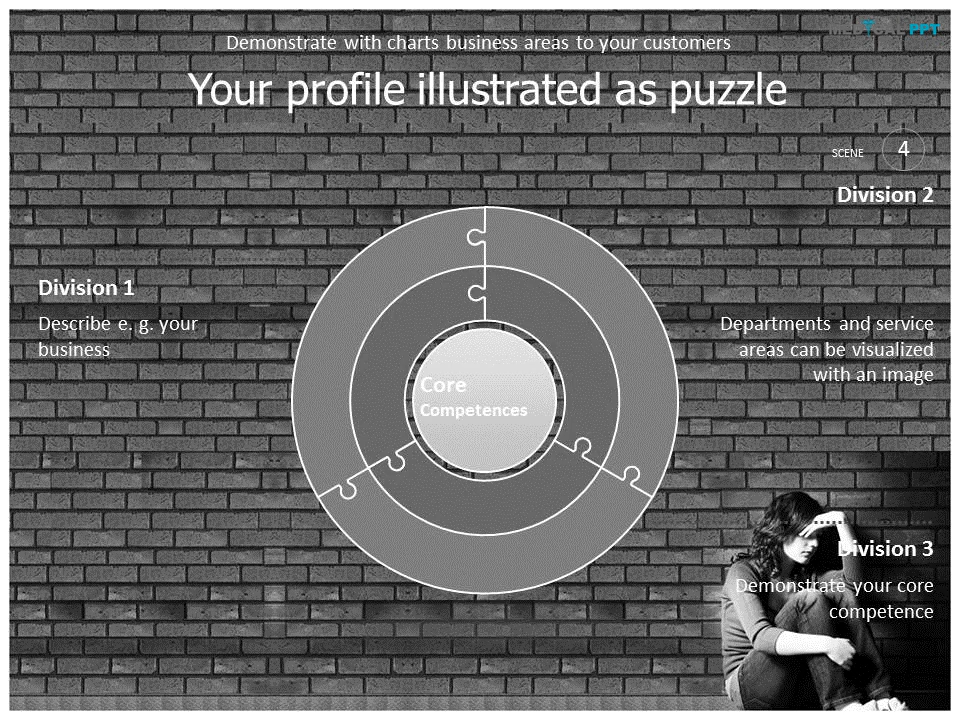 MEDICAL PPT
Demonstrate with charts business areas to your customers
Your profile illustrated as puzzle
SCENE 4
Division 2
Division 1
Describe e. g. your
business
Departments and service
areas can be visualized
with an image
Core
Competences
Division 3
Demonstrate your core
competence